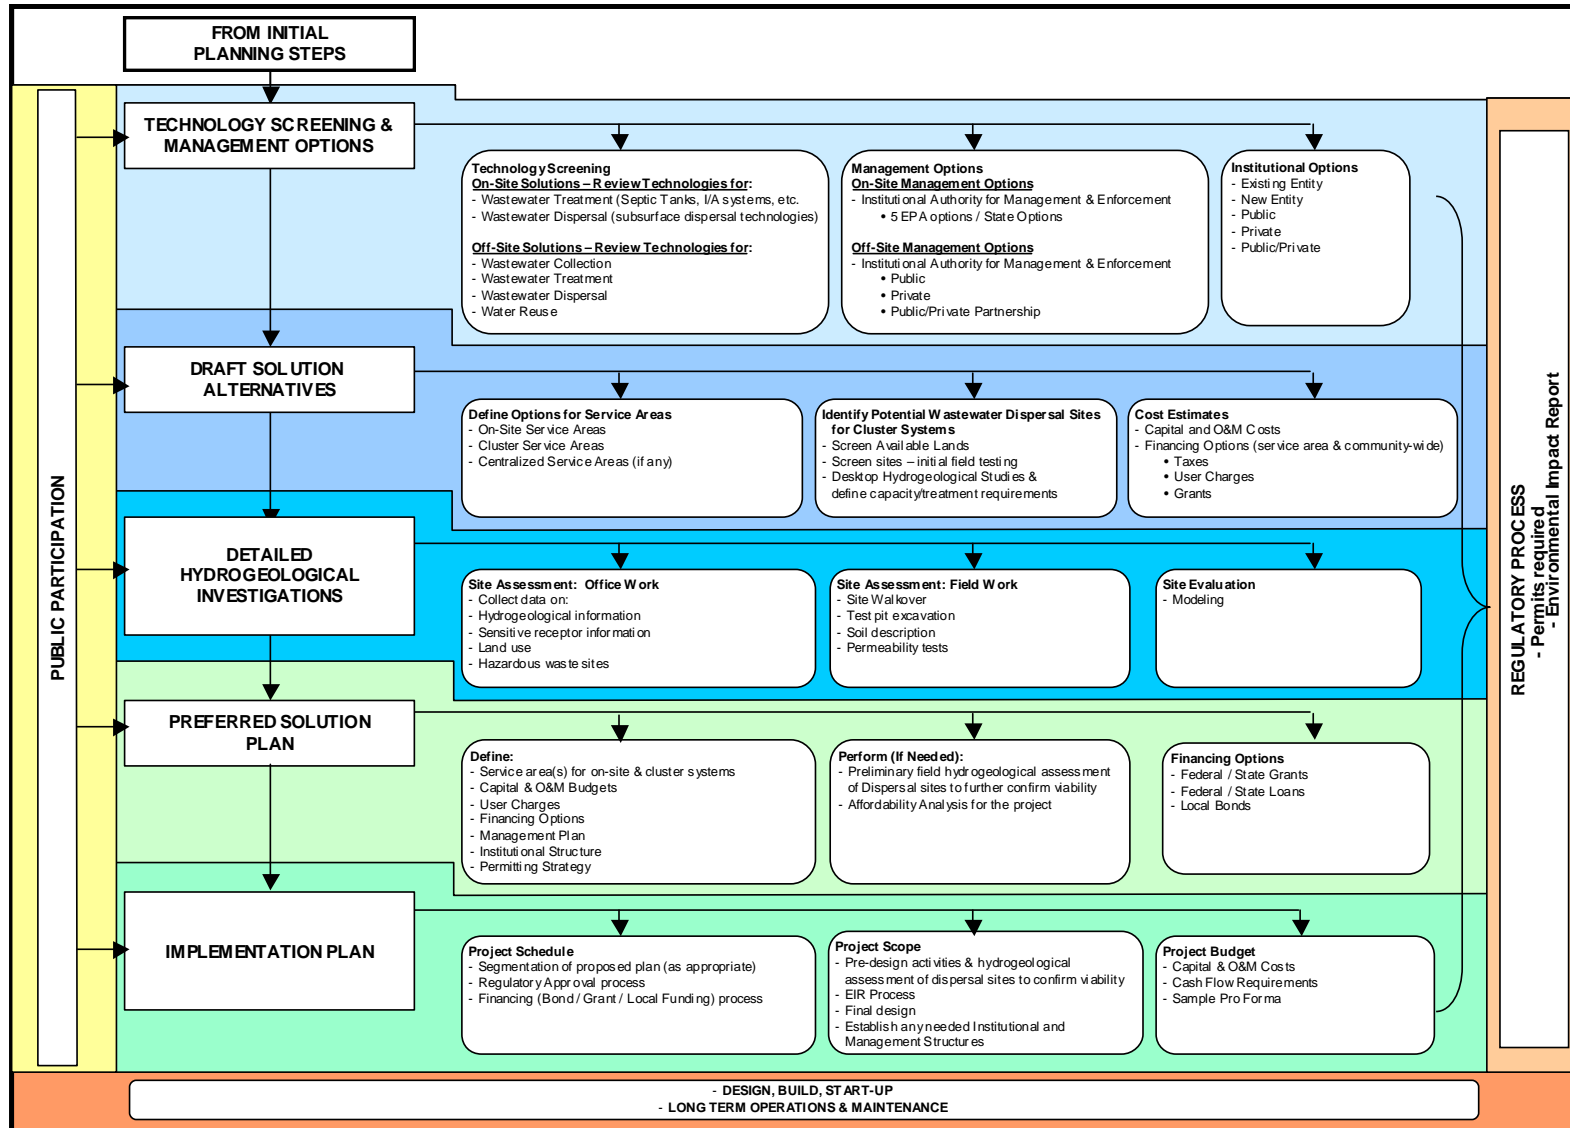 FROM INITIAL
PLANNING STEPS
PUBLIC PARTICIPATION
TECHNOLOGY SCREENING &
MANAGEMENT OPTIONS
Technology Screening
On-Site Solutions – Review Technologies for:
- Wastewater Treatment (Septic Tanks, I/A systems, etc.
- Wastewater Dispersal (subsurface dispersal technologies)
Off-Site Solutions – Review Technologies for:
- Wastewater Collection
- Wastewater Treatment
- Wastewater Dispersal
- Water Reuse
Management Options
On-Site Management Options
- Institutional Authority for Management & Enforcement
• 5 EPA options / State Options
Off-Site Management Options
- Institutional Authority for Management & Enforcement
• Public
• Private
• Public/Private Partnership
Institutional Options
- Existing Entity
- New Entity
- Public
- Private
- Public/Private
DRAFT SOLUTION
ALTERNATIVES
Define Options for Service Areas
- On-Site Service Areas
- Cluster Service Areas
- Centralized Service Areas (if any)
Identify Potential Wastewater Dispersal Sites
for Cluster Systems
- Screen Available Lands
- Screen sites – initial field testing
- Desktop Hydrogeological Studies &
define capacity/treatment requirements
Cost Estimates
- Capital and O&M Costs
- Financing Options (service area & community-wide)
• Taxes
• User Charges
• Grants
DETAILED
HYDROGEOLOGICAL
INVESTIGATIONS
Site Assessment: Office Work
- Collect data on:
- Hydrogeological information
- Sensitive receptor information
- Land use
- Hazardous waste sites
Site Assessment: Field Work
- Site Walkover
- Test pit excavation
- Soil description
- Permeability tests
Site Evaluation
- Modeling
PREFERRED SOLUTION
PLAN
Define:
- Service area(s) for on-site & cluster systems
- Capital & O&M Budgets
- User Charges
- Financing Options
- Management Plan
- Institutional Structure
- Permitting Strategy
Perform (If Needed):
- Preliminary field hydrogeological assessment
of Dispersal sites to further confirm viability
- Affordability Analysis for the project
Financing Options
- Federal / State Grants
- Federal / State Loans
- Local Bonds
IMPLEMENTATION PLAN
Project Schedule
- Segmentation of proposed plan (as appropriate)
- Regulatory Approval process
- Financing (Bond / Grant / Local Funding) process
Project Scope
- Pre-design activities & hydrogeological
assessment of dispersal sites to confirm viability
- EIR Process
- Final design
- Establish any needed Institutional and
Management Structures
Project Budget
- Capital & O&M Costs
- Cash Flow Requirements
- Sample Pro Forma
REGULATORY PROCESS
- Permits required
- Environmental Impact Report
- DESIGN, BUILD, START-UP
- LONG TERM OPERATIONS & MAINTENANCE